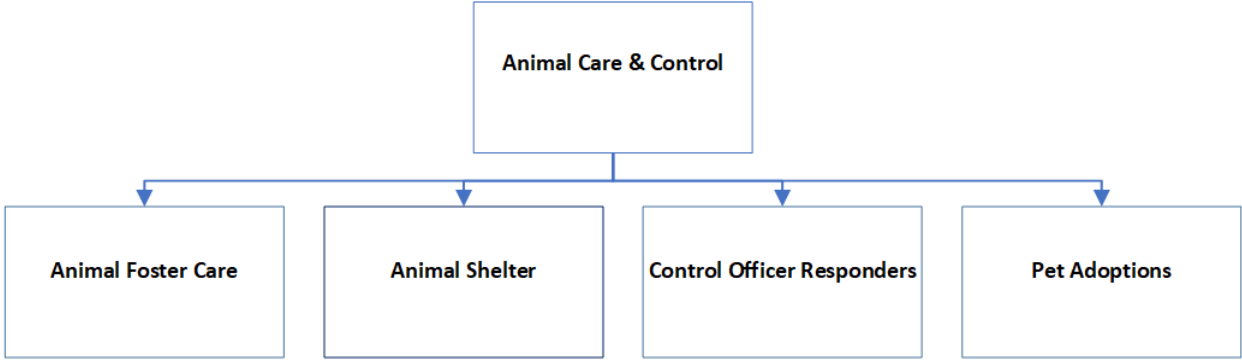 Animal Care & Control
Animal Foster Care
Animal Shelter
Control Officer Responders
Pet Adoptions